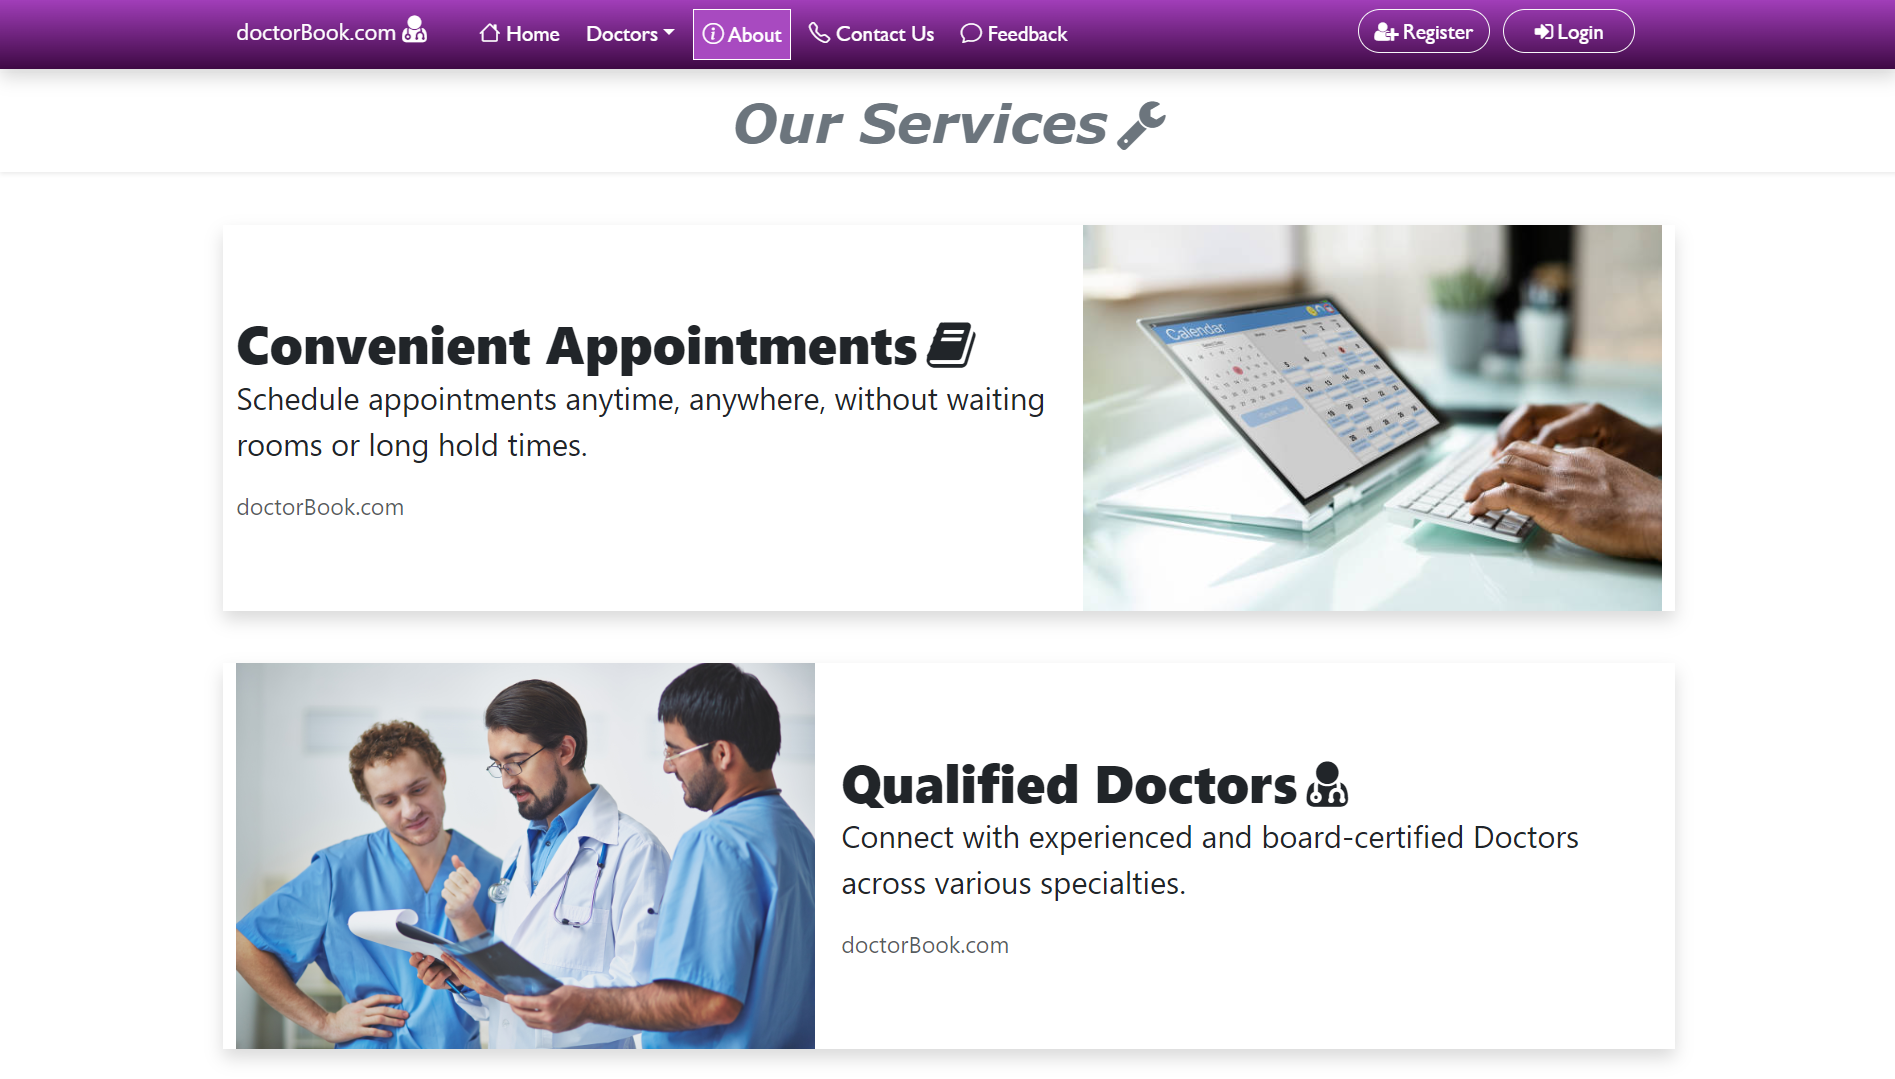 doctorBook.com
Home
Doctors
About
Contact Us
Feedback
Register
Login
Our Services
Convenient Appointments
Schedule appointments anytime, anywhere, without waiting
rooms or long hold times.
doctorBook.com
Calendar
Qualified Doctors
Connect with experienced and board-certified Doctors
across various specialties.
doctorBook.com